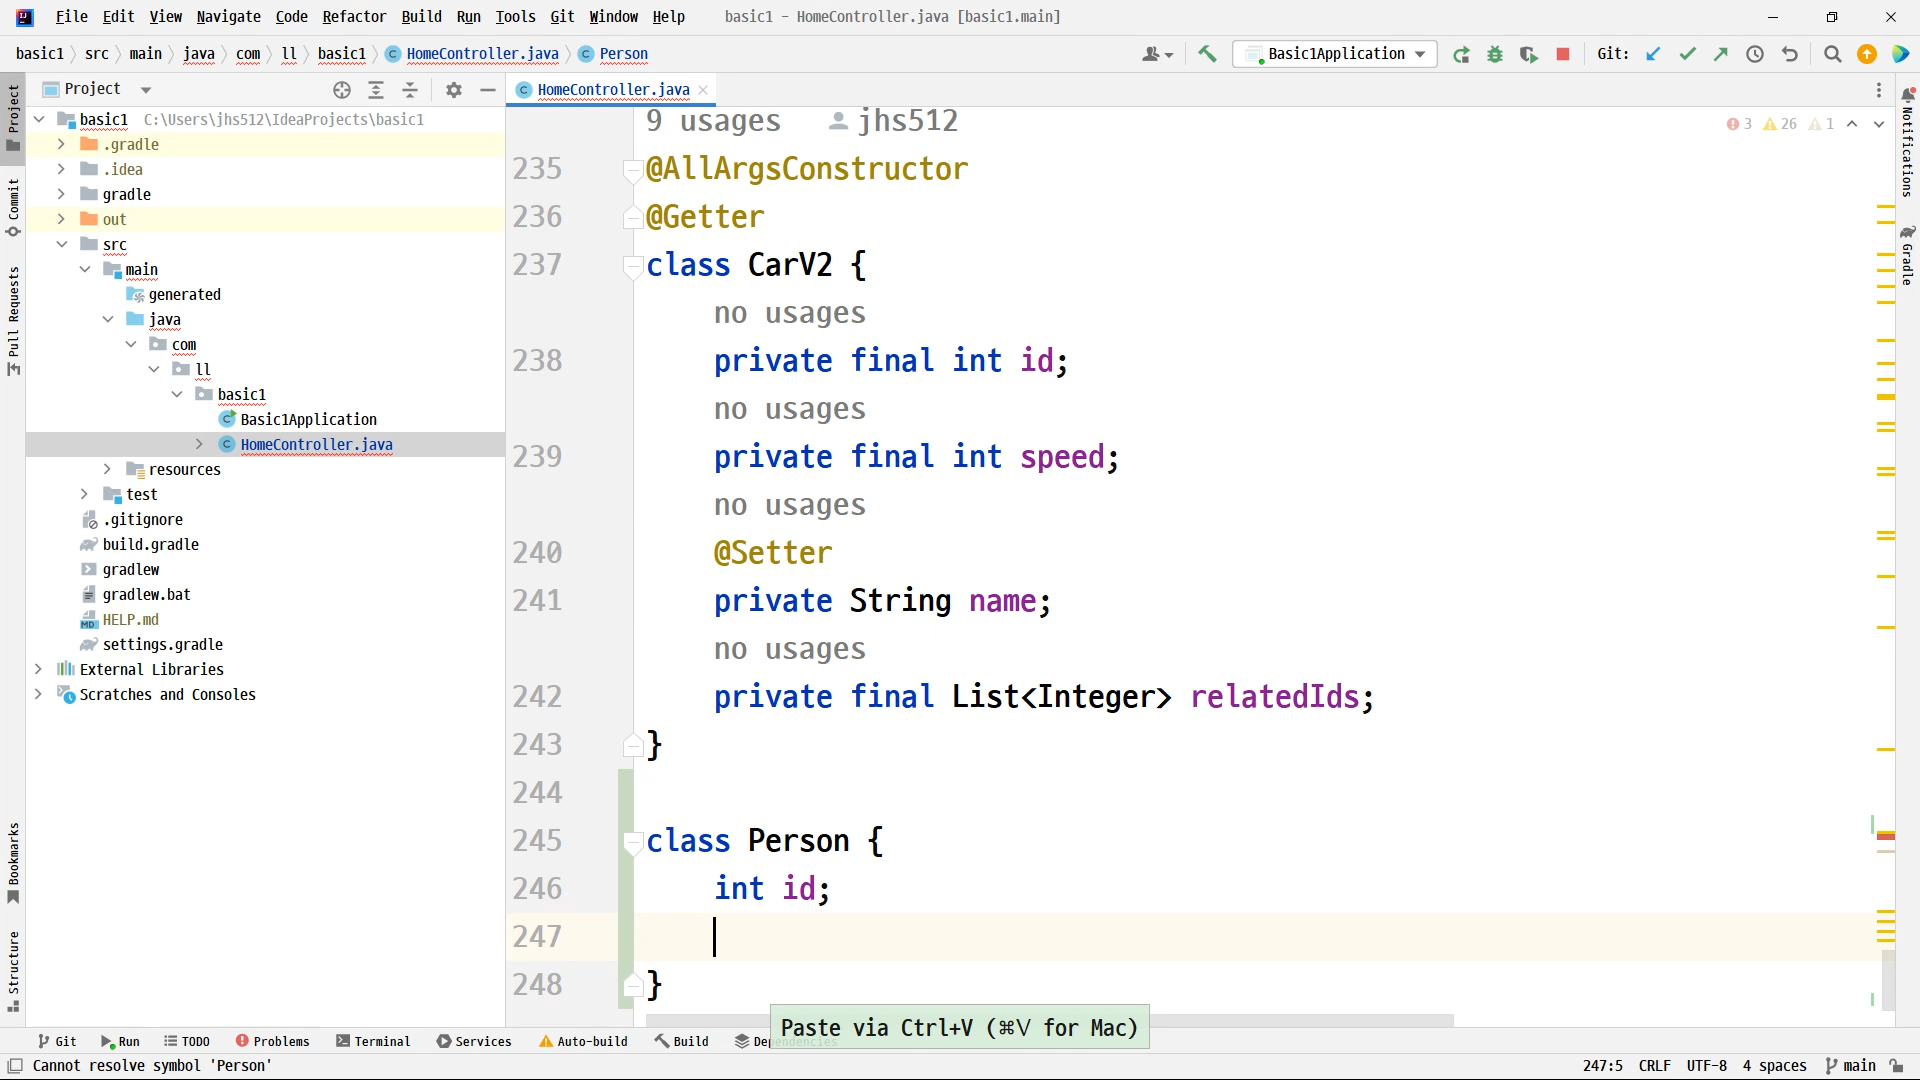 File Edit View Navigate Code Refactor Build Run Tools Git Window Help basic1 - HomeController.java [basic1.main]
basic1 src main java com ll basic1 HomeController.java Person Basic1Application Git:
Project
HomeController.java
basic1 C:\Users\jhs512\IdeaProjects\basic1
.gradle
.idea
gradle
out
src
main
generated
java
com
ll
basic1
Basic1Application
HomeController.java
resources
test
.gitignore
build.gradle
gradlew
gradlew.bat
HELP.md
settings.gradle
External Libraries
Scratches and Consoles
Project
Commit
Pull Requests
Bookmarks
Structure
9 usages jhs512
3 26 1
235 @AllArgsConstructor
236 @Getter
237 class CarV2 {
no usages
238 private final int id;
no usages
239 private final int speed;
no usages
240 @Setter
241 private String name;
no usages
242 private final List<Integer> relatedIds;
243 }
244
245 class Person {
246 int id;
247
248 }
Notifications
Gradle
Paste via Ctrl+V (⌘V for Mac)
Git Run TODO Problems Terminal Services Auto-build Build Dependencies
Cannot resolve symbol 'Person' 247:5 CRLF UTF-8 4 spaces main